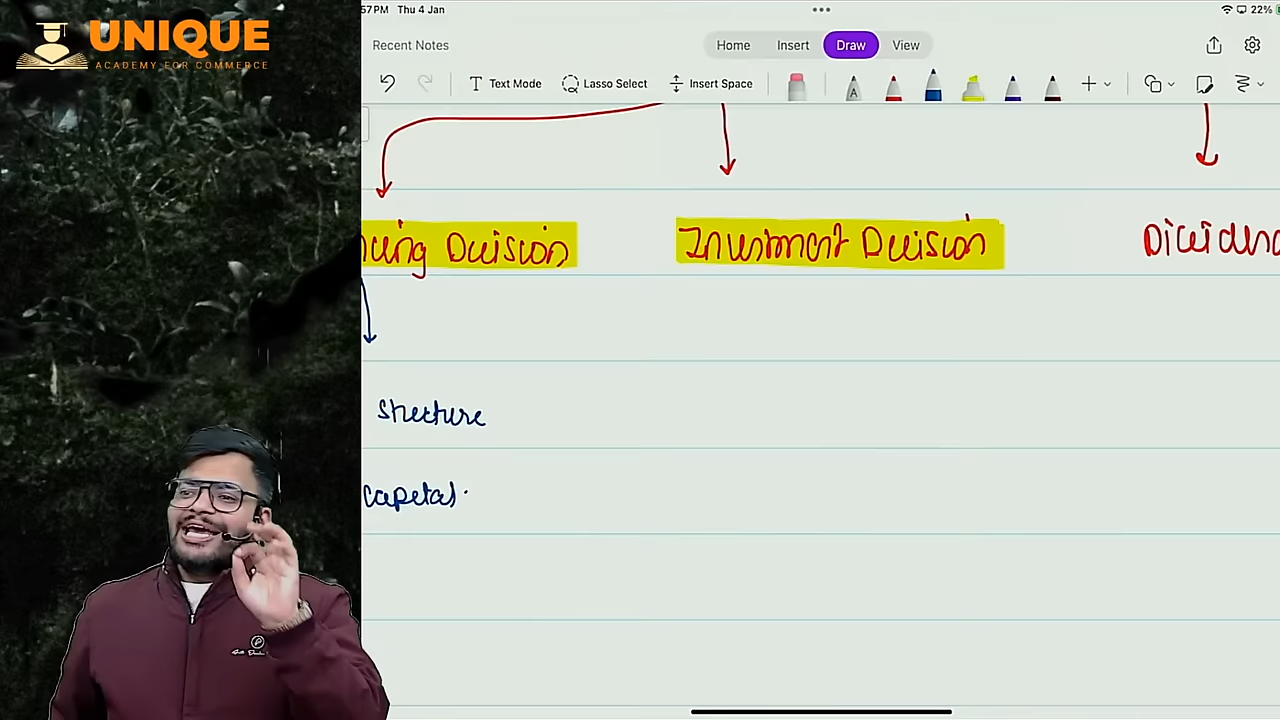 UNIQUE
ACADEMY FOR COMMERCE
57PM Thu 4 Jan
22%
Recent Notes
Home Insert Draw View
Text Mode Lasso Select Insert Space
A
ncing Decision Investment Decision Dividend
Structure
Capital.